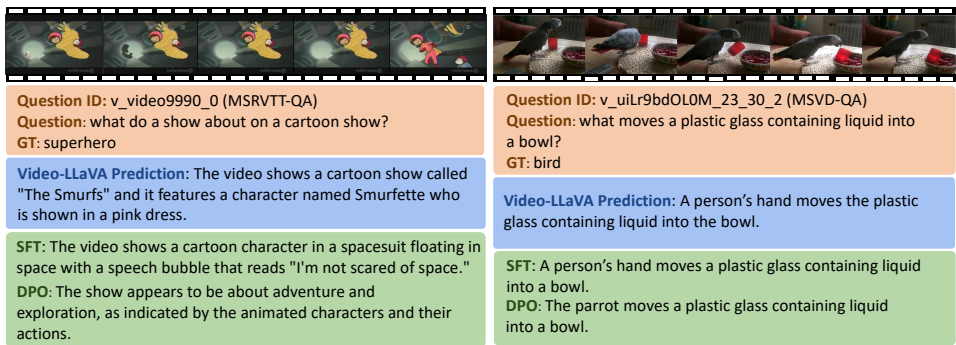 Question ID: v_video9990_0 (MSRVTT-QA)
Question: what do a show about on a cartoon show?
GT: superhero
Video-LLaVA Prediction: The video shows a cartoon show called
"The Smurfs" and it features a character named Smurfette who
is shown in a pink dress.
SFT: The video shows a cartoon character in a spacesuit floating in
space with a speech bubble that reads "I'm not scared of space."
DPO: The show appears to be about adventure and
exploration, as indicated by the animated characters and their
actions.
Question ID: v_uiLr9bdOL0M_23_30_2 (MSVD-QA)
Question: what moves a plastic glass containing liquid into
a bowl?
GT: bird
Video-LLaVA Prediction: A person's hand moves the plastic
glass containing liquid into the bowl.
SFT: A person's hand moves a plastic glass containing liquid
into a bowl.
DPO: The parrot moves a plastic glass containing liquid
into a bowl.